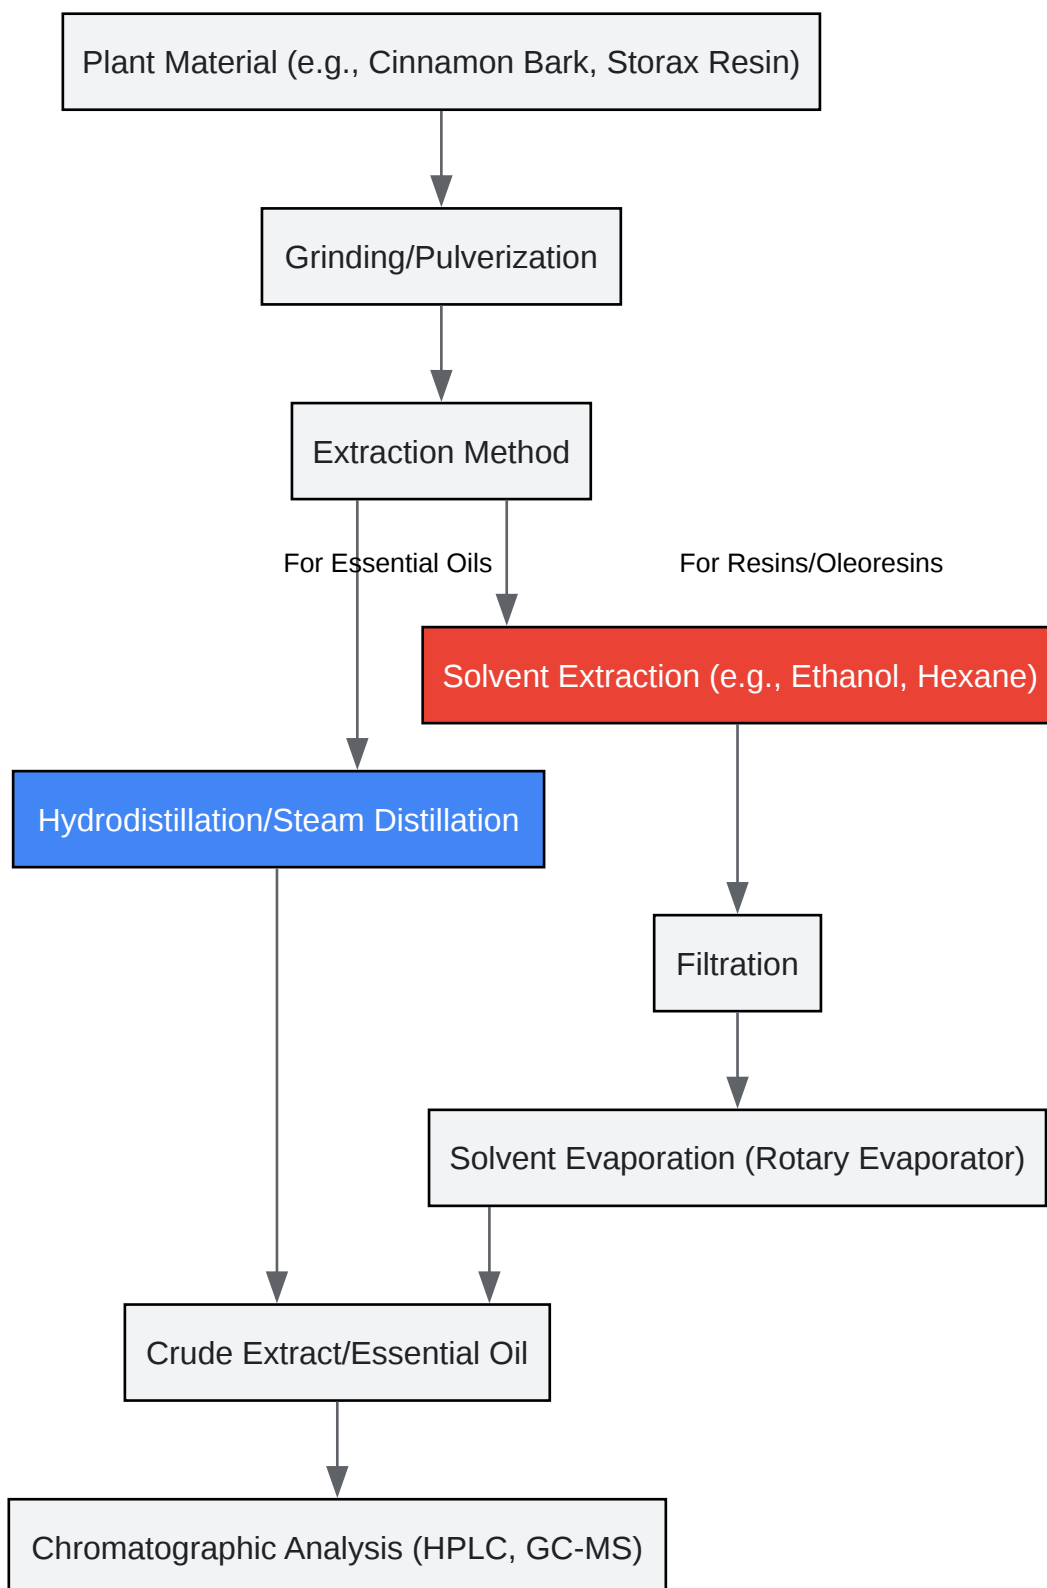 Plant Material (e.g., Cinnamon Bark, Storax Resin)
Grinding/Pulverization
Extraction Method
For Essential Oils
For Resins/Oleoresins
Solvent Extraction (e.g., Ethanol, Hexane)
Hydrodistillation/Steam Distillation
Filtration
Solvent Evaporation (Rotary Evaporator)
Crude Extract/Essential Oil
Chromatographic Analysis (HPLC, GC-MS)